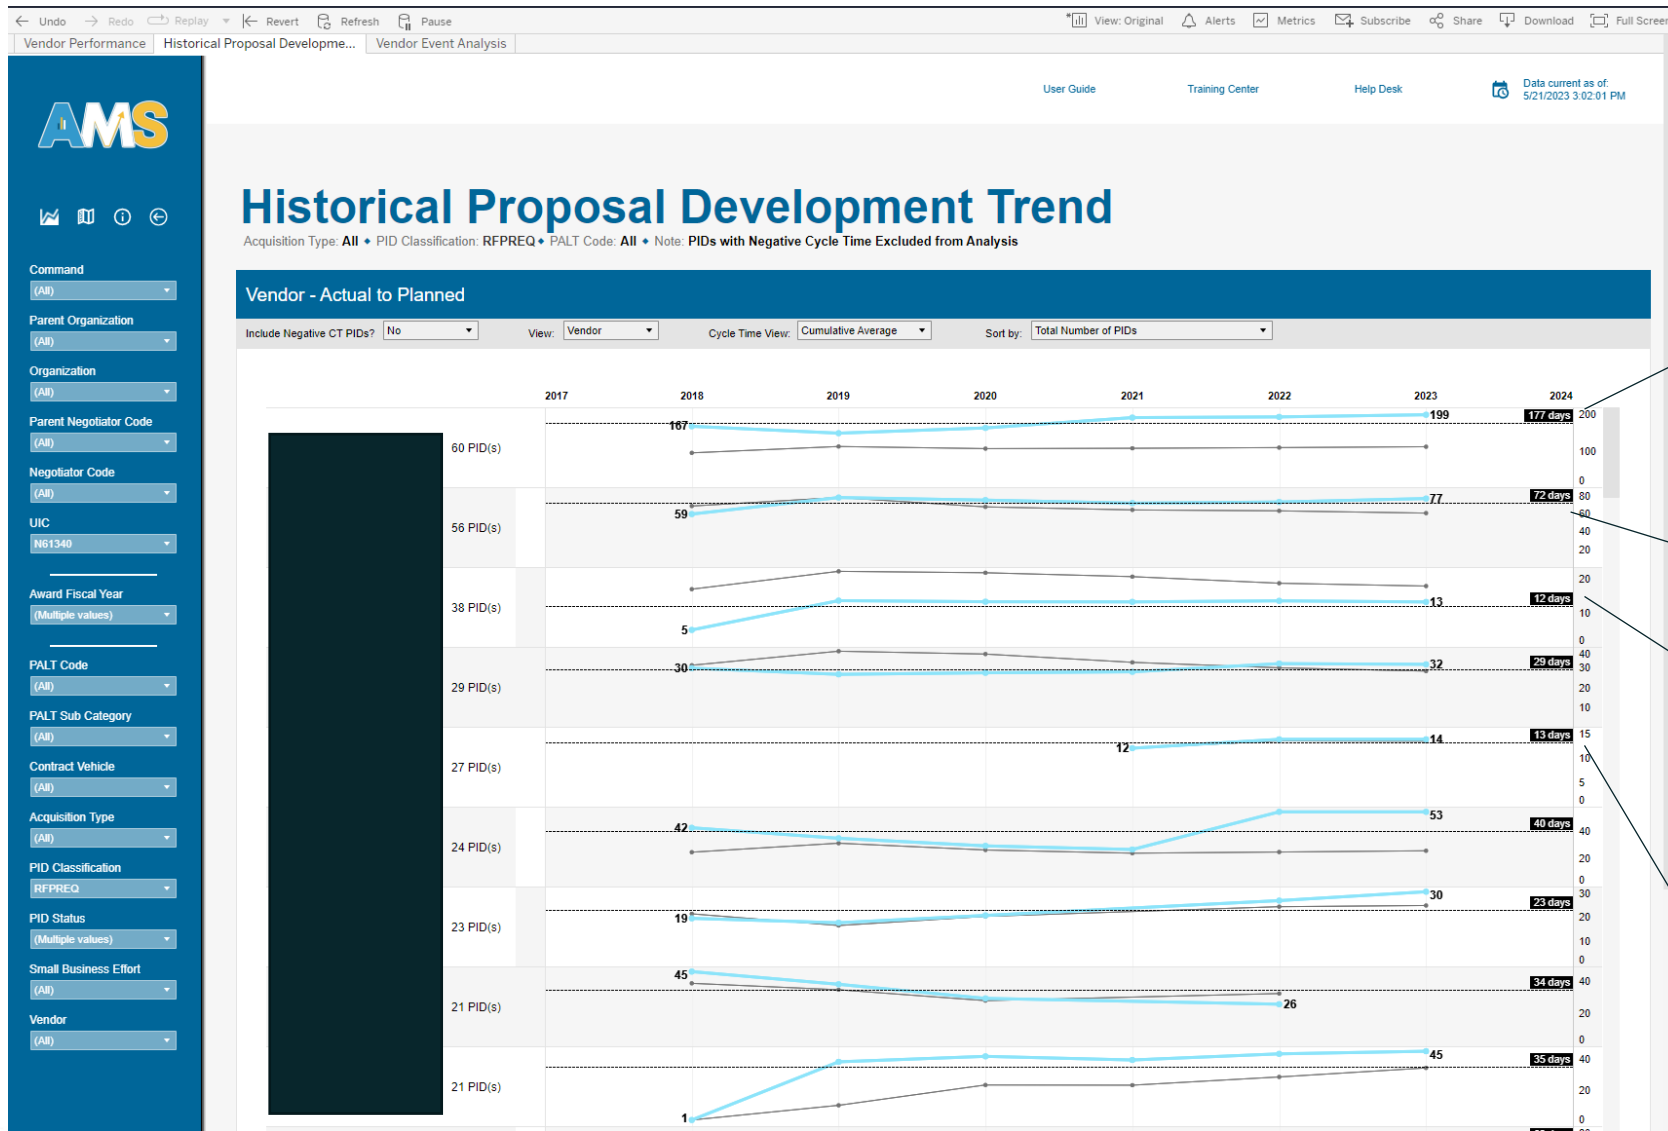 Undo Redo Replay Revert Refresh Pause * View: Original Alerts Metrics Subscribe Share Download Full Screen
Vendor Performance Historical Proposal Developme... Vendor Event Analysis
AMS
User Guide Training Center Help Desk Data current as of:
5/21/2023 3:02:01 PM
Historical Proposal Development Trend
Acquisition Type: All ♦ PID Classification: RFPREQ ♦ PALT Code: All ♦ Note: PIDs with Negative Cycle Time Excluded from Analysis
Command
(All)
Parent Organization
(All)
Organization
(All)
Parent Negotiator Code
(All)
Negotiator Code
(All)
UIC
N61340
Award Fiscal Year
(Multiple values)
PALT Code
(All)
PALT Sub Category
(All)
Contract Vehicle
(All)
Acquisition Type
(All)
PID Classification
RFPREQ
PID Status
(Multiple values)
Small Business Effort
(All)
Vendor
(All)
Vendor - Actual to Planned
Include Negative CT PIDs? No View: Vendor Cycle Time View: Cumulative Average Sort by: Total Number of PIDs
2017 2018 2019 2020 2021 2022 2023 2024
167 199 177 days 200
60 PID(s) 100
0
77 72 days 80
59 60
56 PID(s) 40
20
20
13 12 days
38 PID(s) 10
5 0
40
30 32 29 days 30
29 PID(s) 20
10
12 14 13 days 15
10
27 PID(s) 5
0
42 53 40 days 40
24 PID(s) 20
0
30
19 30 23 days 20
23 PID(s) 10
0
45 34 days 40
21 PID(s) 26 20
0
45 35 days 40
21 PID(s) 20
1 0